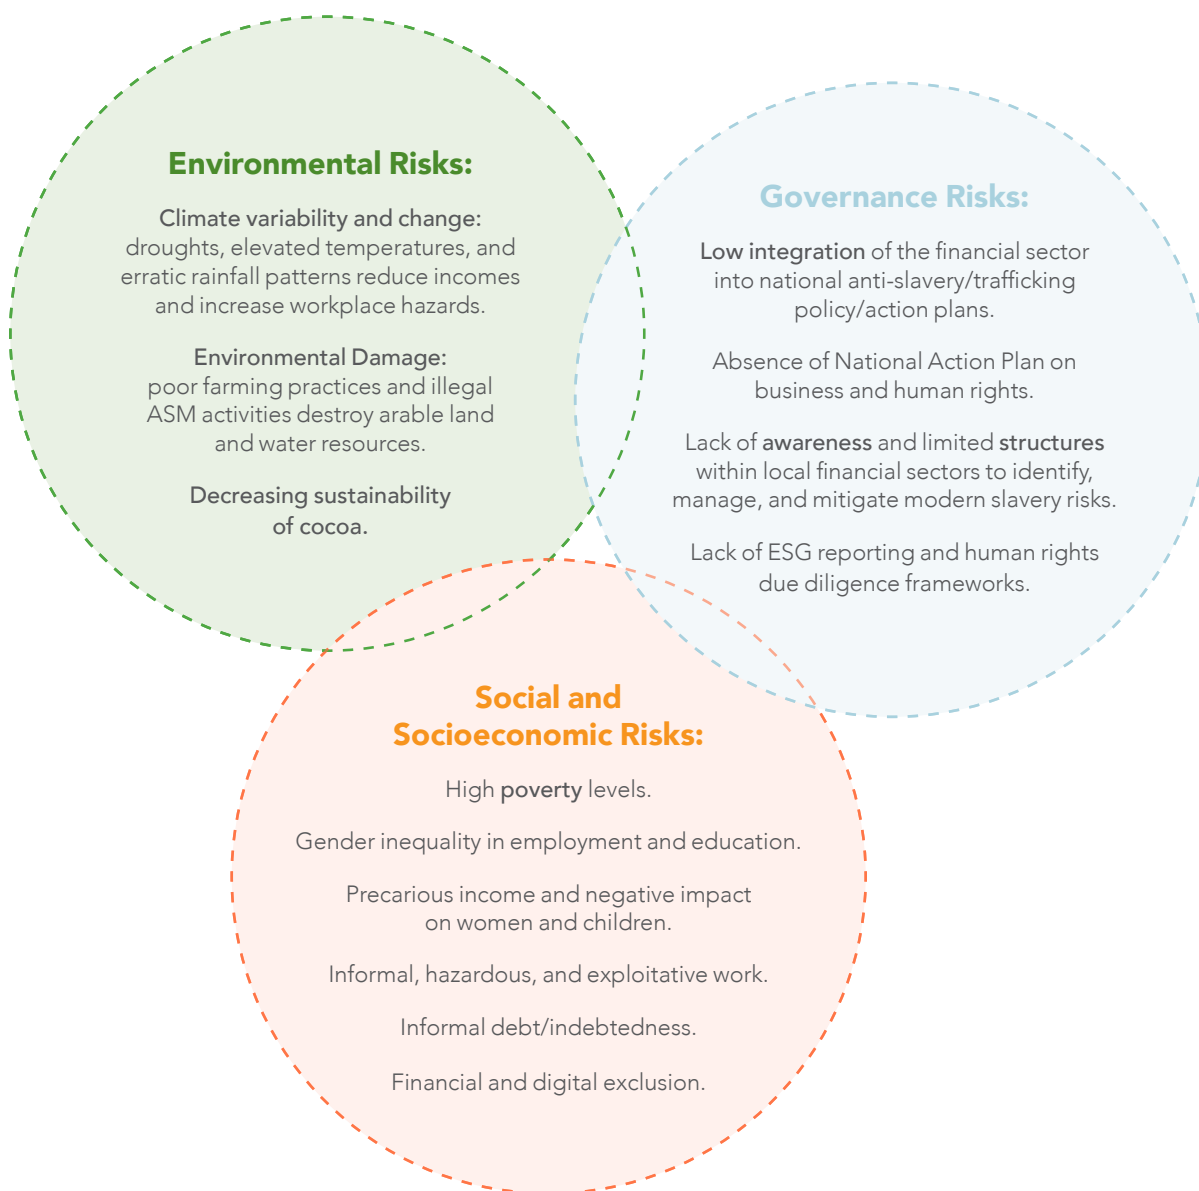 Environmental Risks:
Climate variability and change:
droughts, elevated temperatures, and
erratic rainfall patterns reduce incomes
and increase workplace hazards.
Environmental Damage:
poor farming practices and illegal
ASM activities destroy arable land
and water resources.
Decreasing sustainability
of cocoa.
Governance Risks:
Low integration of the financial sector
into national anti-slavery/trafficking
policy/action plans.
Absence of National Action Plan on
business and human rights.
Lack of awareness and limited structures
within local financial sectors to identify,
manage, and mitigate modern slavery risks.
Lack of ESG reporting and human rights
due diligence frameworks.
Social and
Socioeconomic Risks:
High poverty levels.
Gender inequality in employment and education.
Precarious income and negative impact
on women and children.
Informal, hazardous, and exploitative work.
Informal debt/indebtedness.
Financial and digital exclusion.